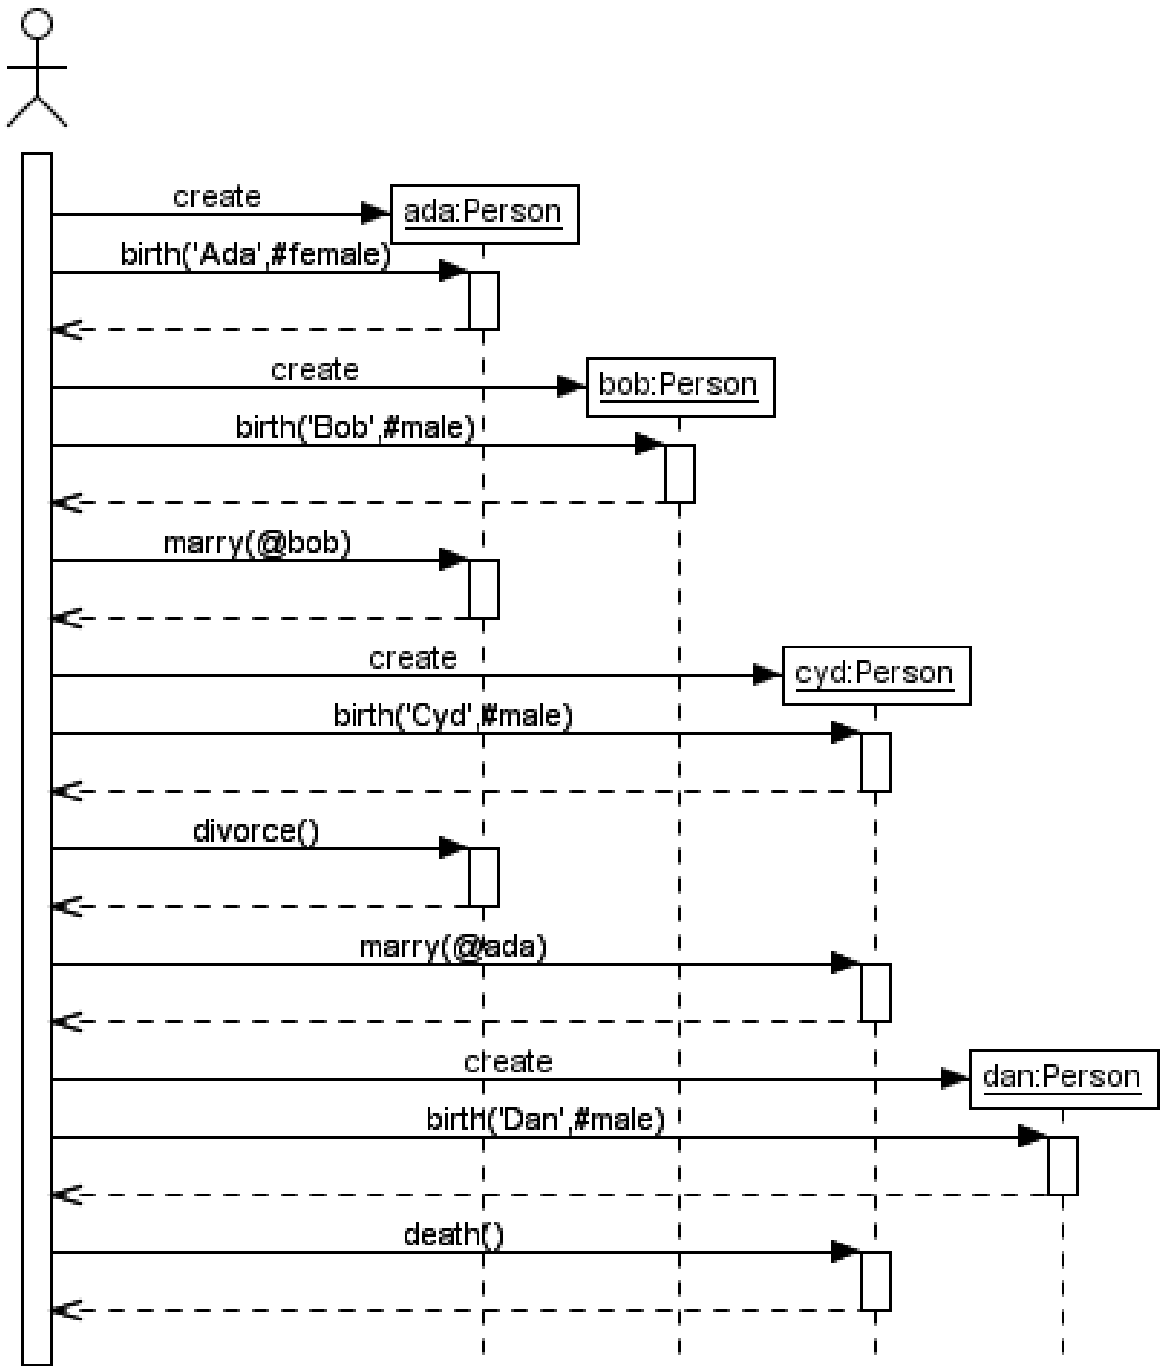 create
ada:Person
birth('Ada',#female)
create
bob:Person
birth('Bob',#male)
marry(@bob)
create
cyd:Person
birth('Cyd',#male)
divorce()
marry(@ada)
create
dan:Person
birth('Dan',#male)
death()